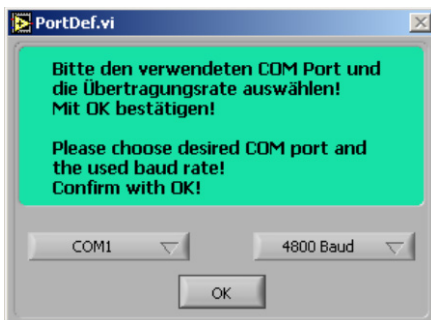 PortDef.vi
Bitte den verwendeten COM Port und
die Übertragungsrate auswählen!
Mit OK bestätigen!
Please choose desired COM port and
the used baud rate!
Confirm with OK!
COM1 4800 Baud
OK